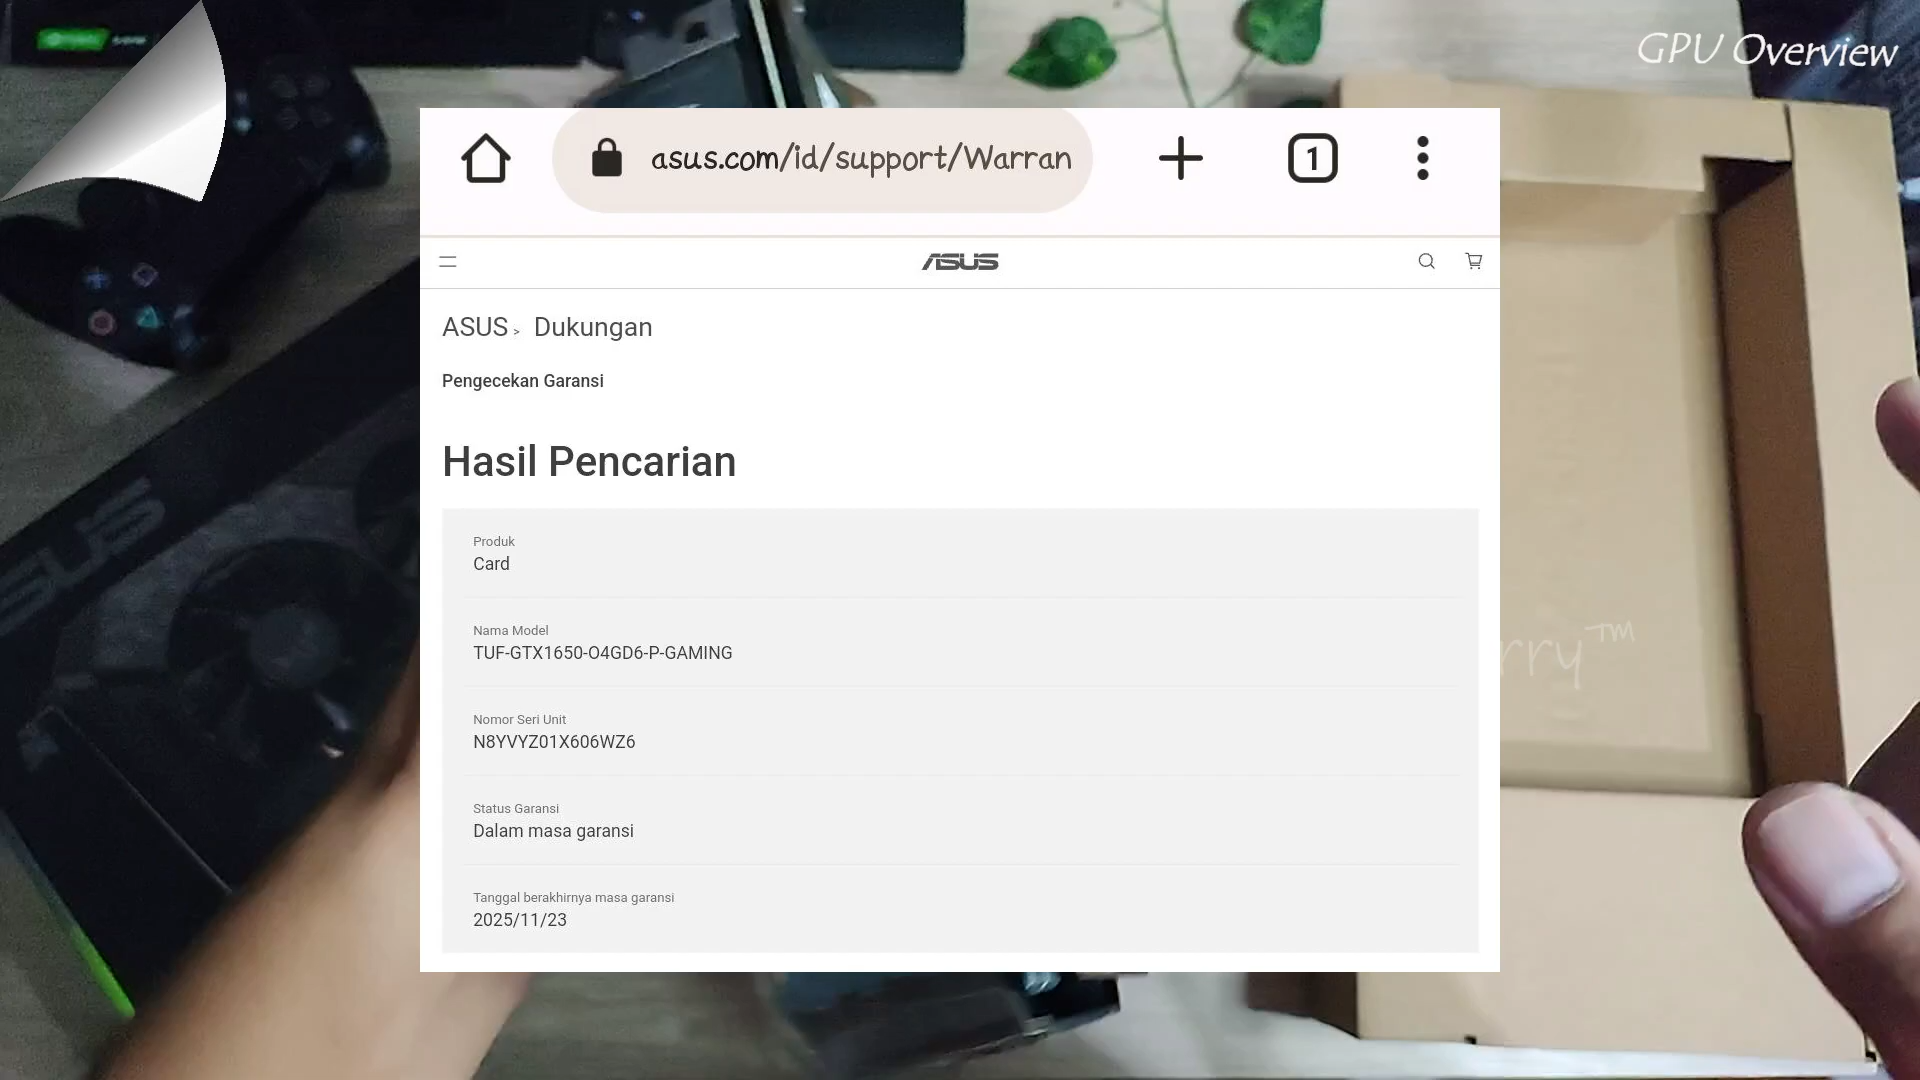 GPU Overview
asus.com/id/support/Warran
1
ASUS
ASUS > Dukungan
Pengecekan Garansi
Hasil Pencarian
Produk
Card
Nama Model
TUF-GTX1650-O4GD6-P-GAMING
Nomor Seri Unit
N8YVYZ01X606WZ6
Status Garansi
Dalam masa garansi
Tanggal berakhirnya masa garansi
2025/11/23
rry™